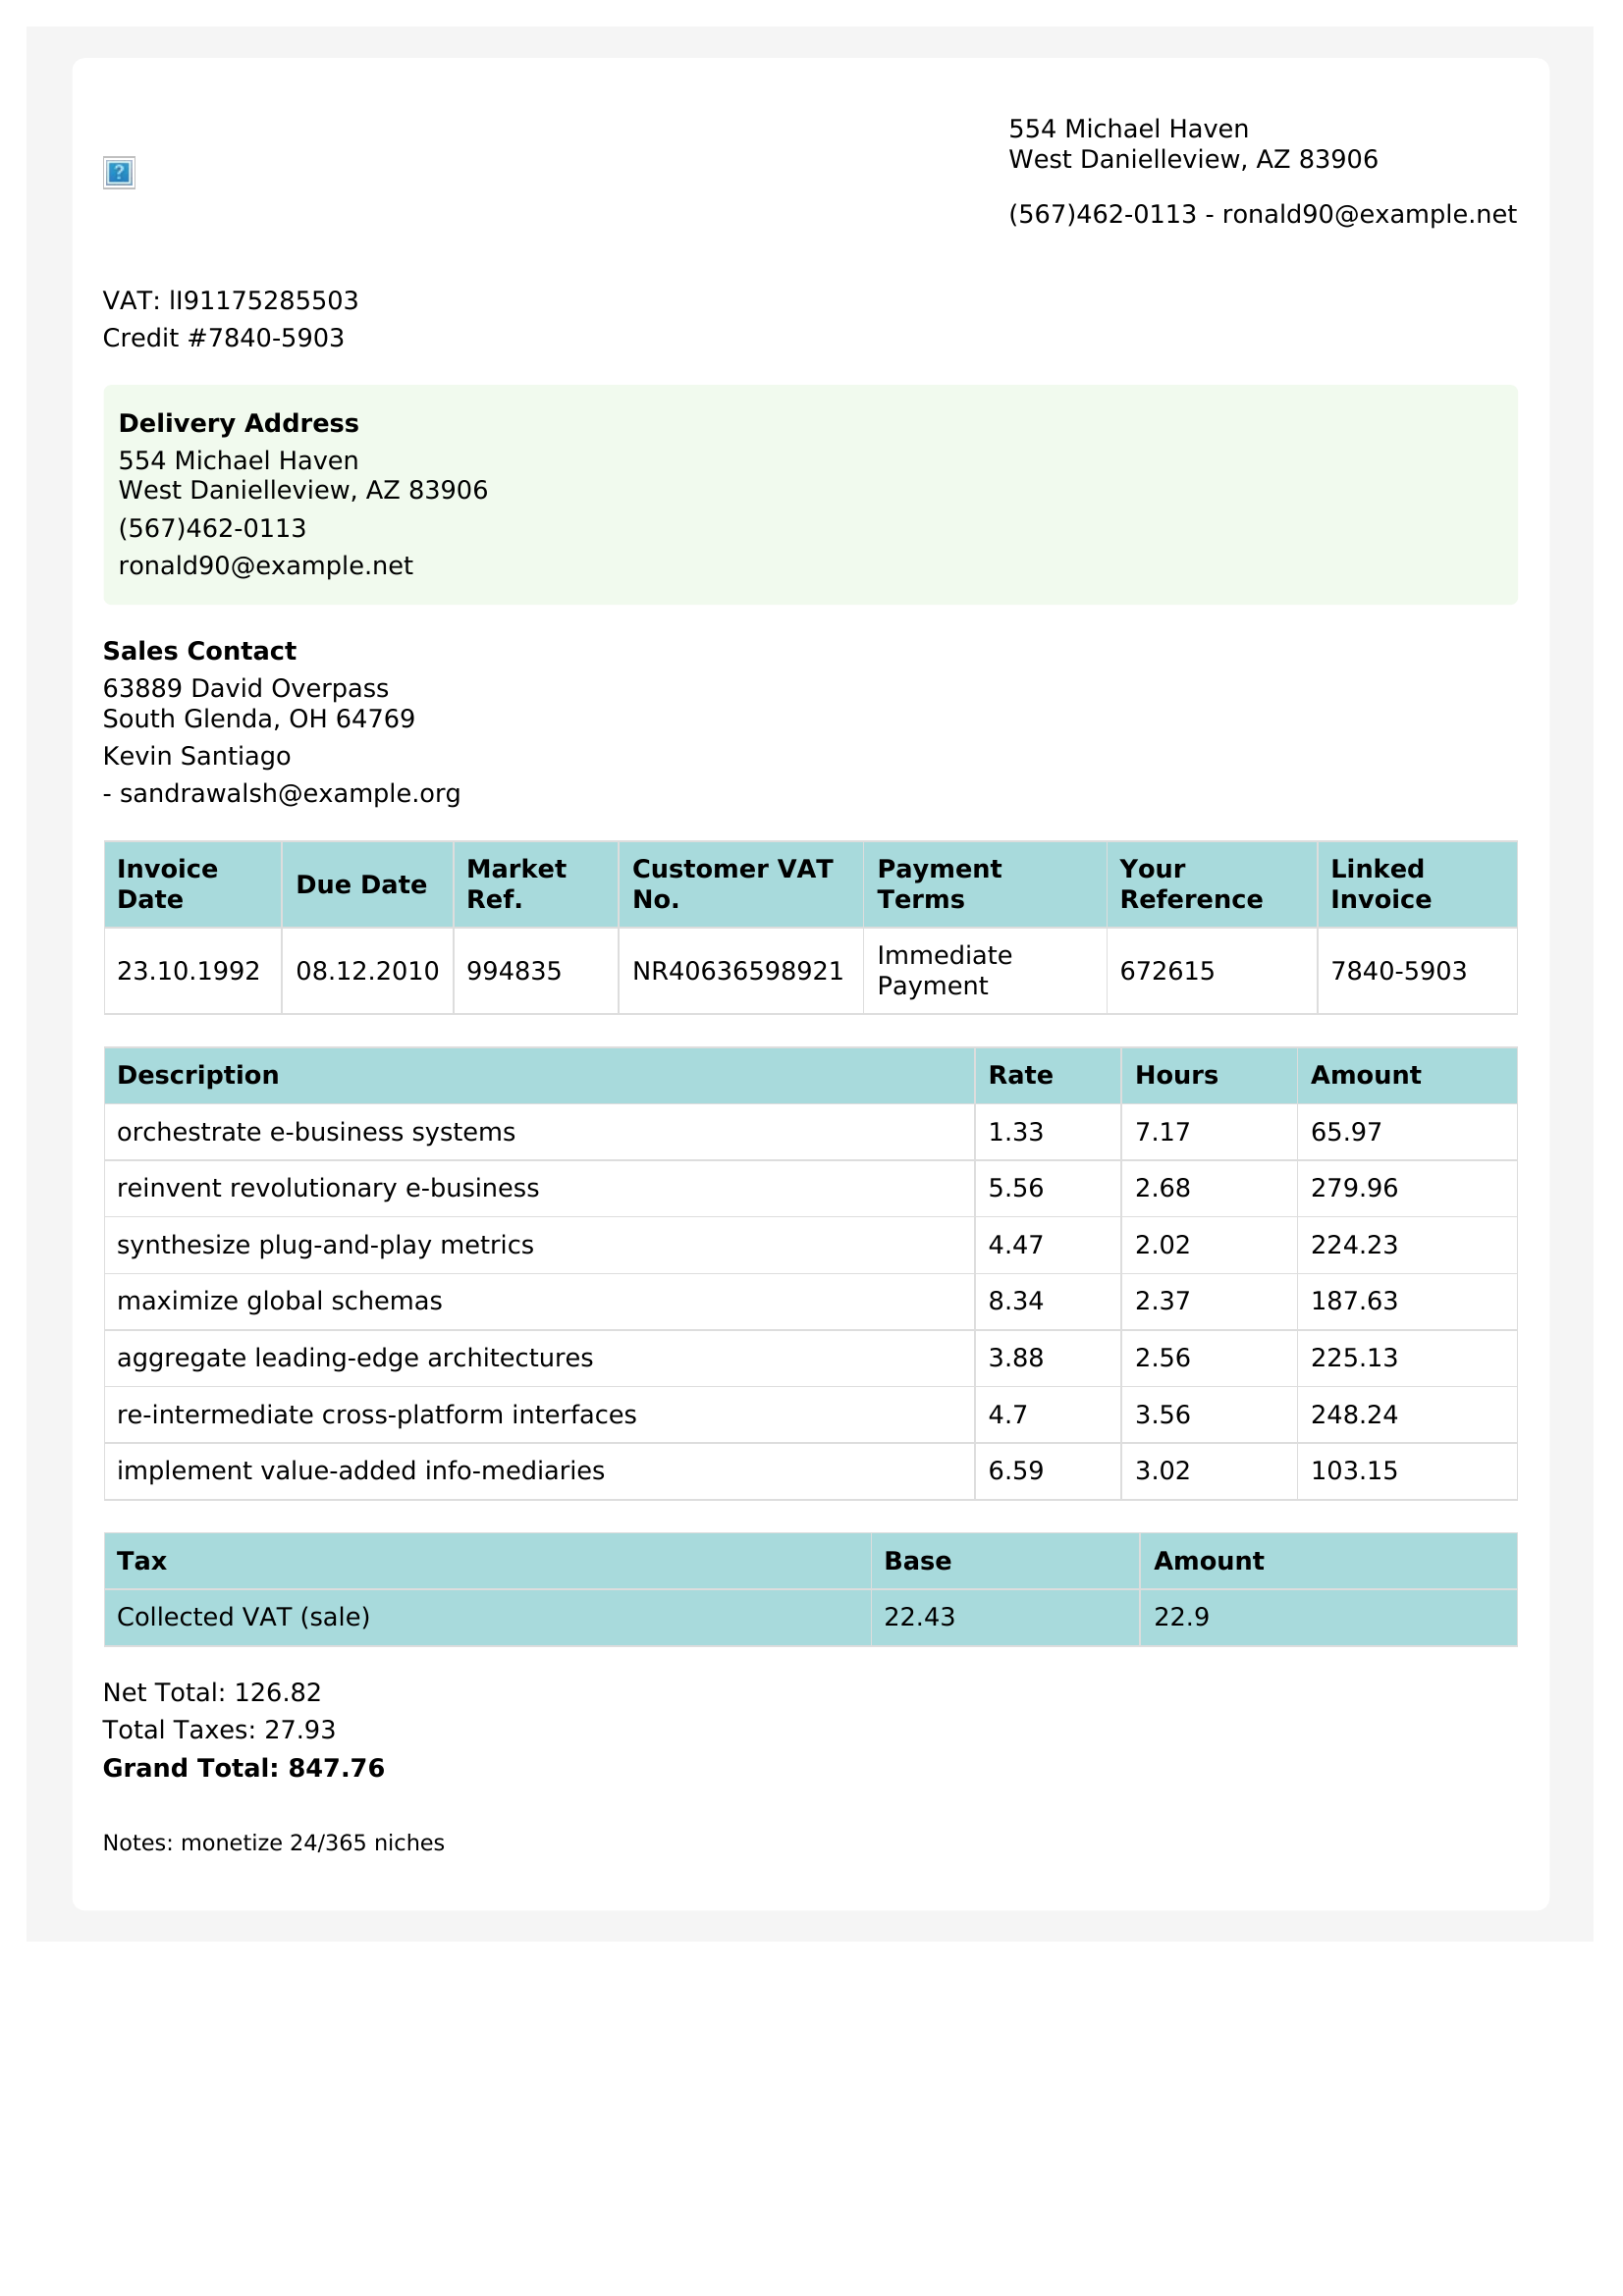 554 Michael Haven
West Danielleview, AZ 83906
(567)462-0113 - ronald90@example.net
VAT: lI91175285503
Credit #7840-5903
Delivery Address
554 Michael Haven
West Danielleview, AZ 83906
(567)462-0113
ronald90@example.net
Sales Contact
63889 David Overpass
South Glenda, OH 64769
Kevin Santiago
- sandrawalsh@example.org
Invoice Date Due Date Market Ref. Customer VAT No. Payment Terms Your Reference Linked Invoice
23.10.1992 08.12.2010 994835 NR40636598921 Immediate Payment 672615 7840-5903
Description Rate Hours Amount
orchestrate e-business systems 1.33 7.17 65.97
reinvent revolutionary e-business 5.56 2.68 279.96
synthesize plug-and-play metrics 4.47 2.02 224.23
maximize global schemas 8.34 2.37 187.63
aggregate leading-edge architectures 3.88 2.56 225.13
re-intermediate cross-platform interfaces 4.7 3.56 248.24
implement value-added info-mediaries 6.59 3.02 103.15
Tax Base Amount
Collected VAT (sale) 22.43 22.9
Net Total: 126.82
Total Taxes: 27.93
Grand Total: 847.76
Notes: monetize 24/365 niches